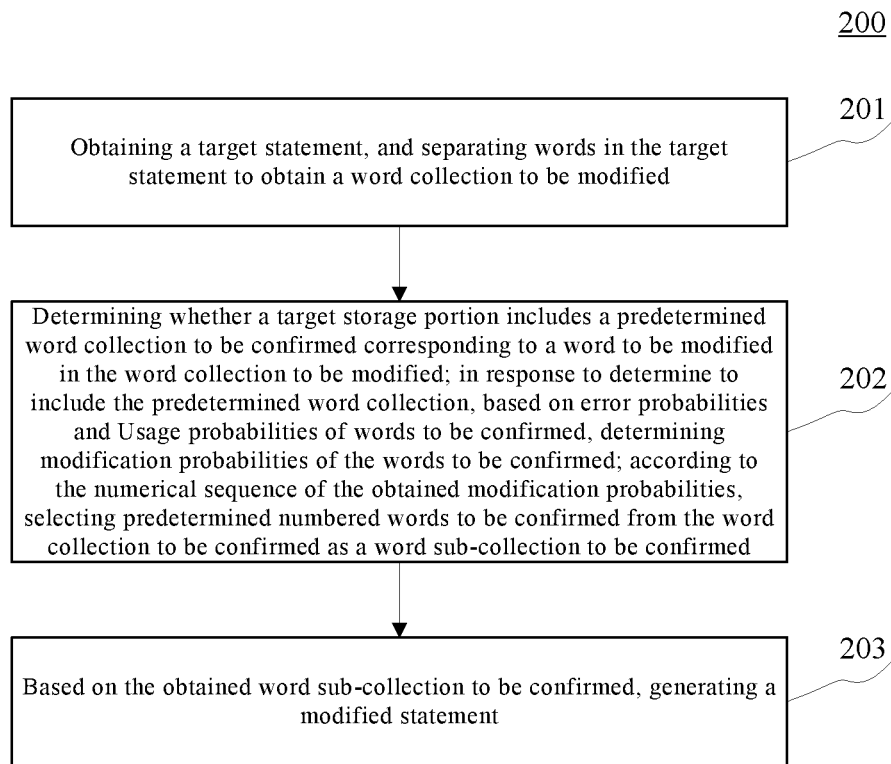 200
201
Obtaining a target statement, and separating words in the target
statement to obtain a word collection to be modified
Determining whether a target storage portion includes a predetermined
word collection to be confirmed corresponding to a word to be modified
in the word collection to be modified; in response to determine to
include the predetermined word collection, based on error probabilities
and Usage probabilities of words to be confirmed, determining
modification probabilities of the words to be confirmed; according to
the numerical sequence of the obtained modification probabilities,
selecting predetermined numbered words to be confirmed from the word
collection to be confirmed as a word sub-collection to be confirmed
202
203
Based on the obtained word sub-collection to be confirmed, generating a
modified statement